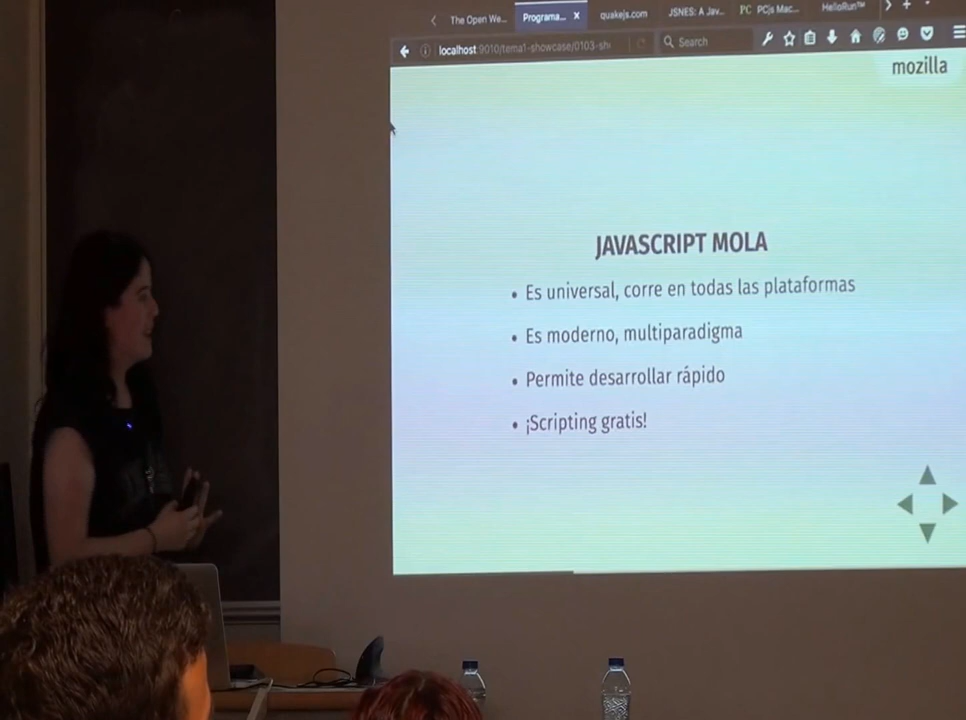 The Open We...
Programa...
quakejs.com
JSNES: A Jav...
PC PCjs Mac...
HelloRun™
localhost:9010/tema1-showcase/0103-sh
Search
mozilla
JAVASCRIPT MOLA
Es universal, corre en todas las plataformas
Es moderno, multiparadigma
Permite desarrollar rápido
¡Scripting gratis!